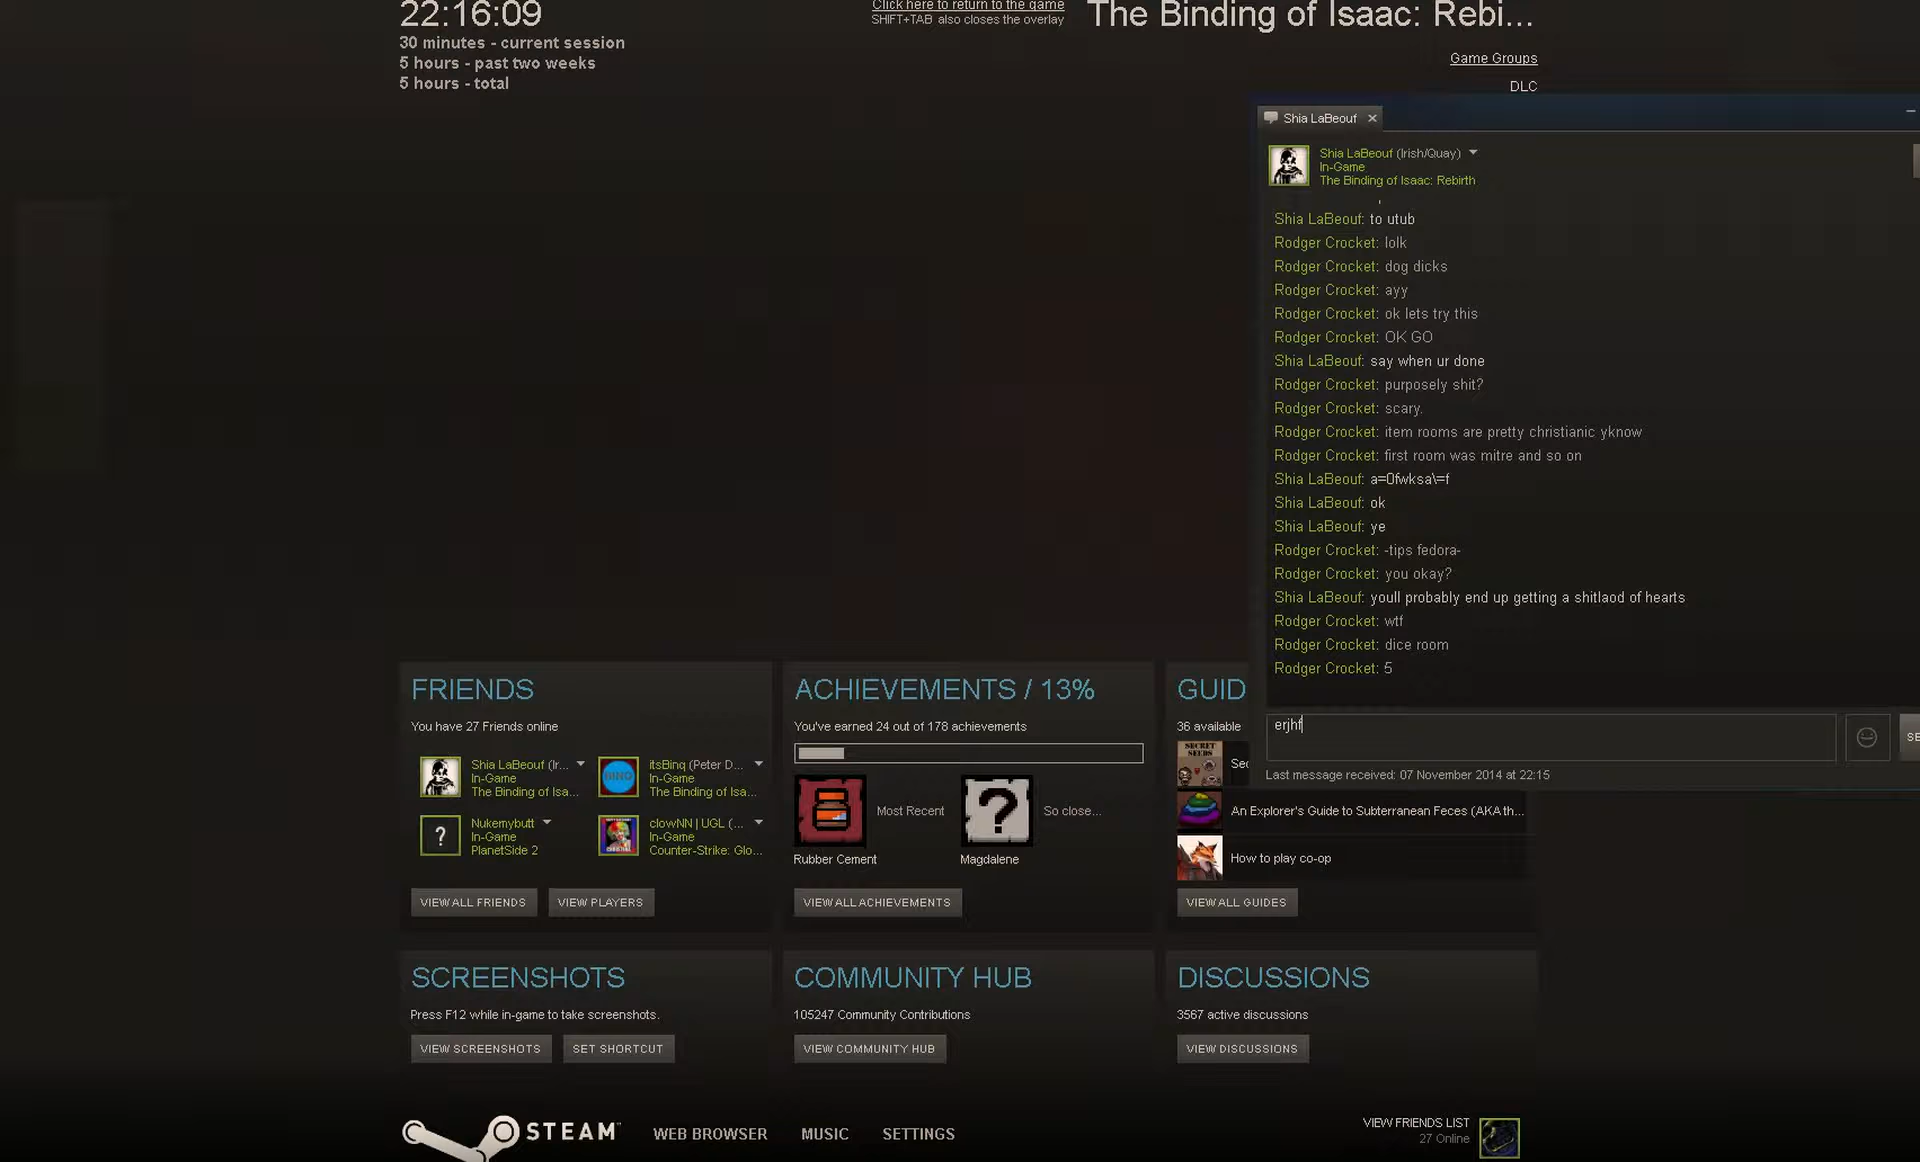 22:16:09
30 minutes - current session
5 hours - past two weeks
5 hours - total
Click here to return to the game
SHIFT+TAB also closes the overlay
The Binding of Isaac: Rebi...
Game Groups
DLC
Shia LaBeouf
Shia LaBeouf (Irish/Quay)
In-Game
The Binding of Isaac: Rebirth
Shia LaBeouf: to utub
Rodger Crocket: lolk
Rodger Crocket: dog dicks
Rodger Crocket: ayy
Rodger Crocket: ok lets try this
Rodger Crocket: OK GO
Shia LaBeouf: say when ur done
Rodger Crocket: purposely shit?
Rodger Crocket: scary.
Rodger Crocket: item rooms are pretty christianic yknow
Rodger Crocket: first room was mitre and so on
Shia LaBeouf: a=0fwksa\=f
Shia LaBeouf: ok
Shia LaBeouf: ye
Rodger Crocket: -tips fedora-
Rodger Crocket: you okay?
Shia LaBeouf: youll probably end up getting a shitlaod of hearts
Rodger Crocket: wtf
Rodger Crocket: dice room
Rodger Crocket: 5
erjhf
SE
Last message received: 07 November 2014 at 22:15
FRIENDS
You have 27 Friends online
Shia LaBeouf (Ir...
In-Game
The Binding of Isa...
itsBinq (Peter D...
In-Game
The Binding of Isa...
Nukemybutt
In-Game
PlanetSide 2
clowNN | UGL (...
In-Game
Counter-Strike: Glo...
VIEW ALL FRIENDS
VIEW PLAYERS
ACHIEVEMENTS / 13%
You've earned 24 out of 178 achievements
Most Recent
So close...
Rubber Cement
Magdalene
VIEW ALL ACHIEVEMENTS
GUID
36 available
SECRET
SEEDS
Sec
An Explorer's Guide to Subterranean Feces (AKA th...
How to play co-op
VIEW ALL GUIDES
SCREENSHOTS
Press F12 while in-game to take screenshots.
VIEW SCREENSHOTS
SET SHORTCUT
COMMUNITY HUB
105247 Community Contributions
VIEW COMMUNITY HUB
DISCUSSIONS
3567 active discussions
VIEW DISCUSSIONS
STEAM
WEB BROWSER
MUSIC
SETTINGS
VIEW FRIENDS LIST
27 Online